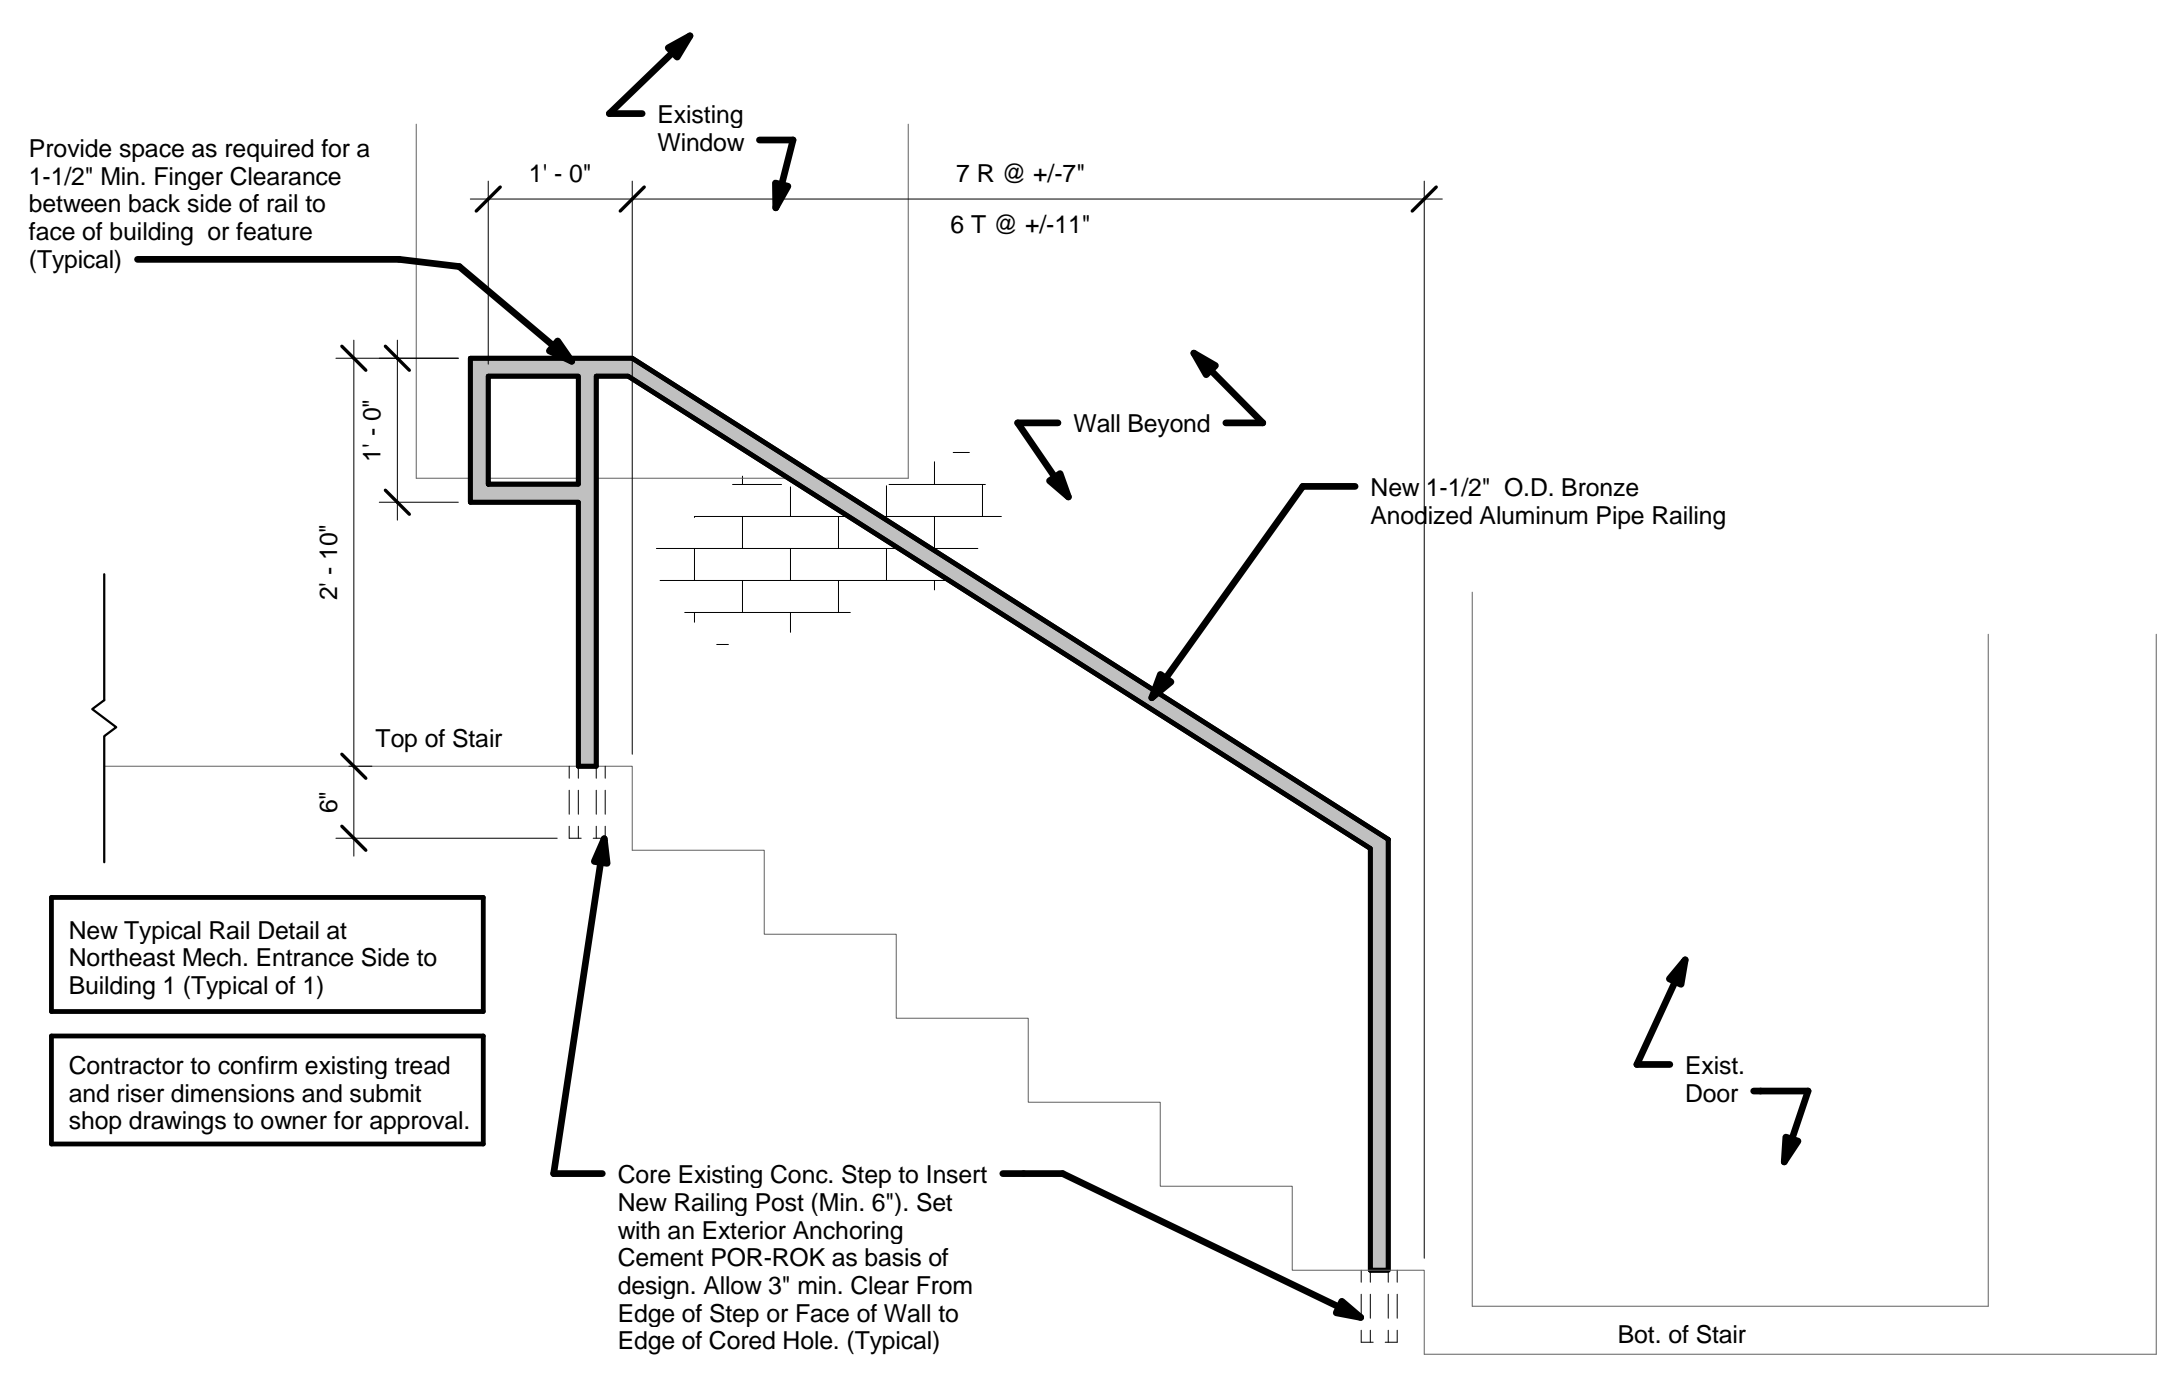 Existing
Window
Provide space as required for a
1-1/2" Min. Finger Clearance
between back side of rail to
face of building or feature
(Typical)
1' - 0"
7 R @ +/-7"
6 T @ +/-11"
1' - 0"
2' - 10"
6"
Wall Beyond
New 1-1/2" O.D. Bronze
Anodized Aluminum Pipe Railing
Top of Stair
New Typical Rail Detail at
Northeast Mech. Entrance Side to
Building 1 (Typical of 1)
Contractor to confirm existing tread
and riser dimensions and submit
shop drawings to owner for approval.
Exist.
Door
Core Existing Conc. Step to Insert
New Railing Post (Min. 6"). Set
with an Exterior Anchoring
Cement POR-ROK as basis of
design. Allow 3" min. Clear From
Edge of Step or Face of Wall to
Edge of Cored Hole. (Typical)
Bot. of Stair